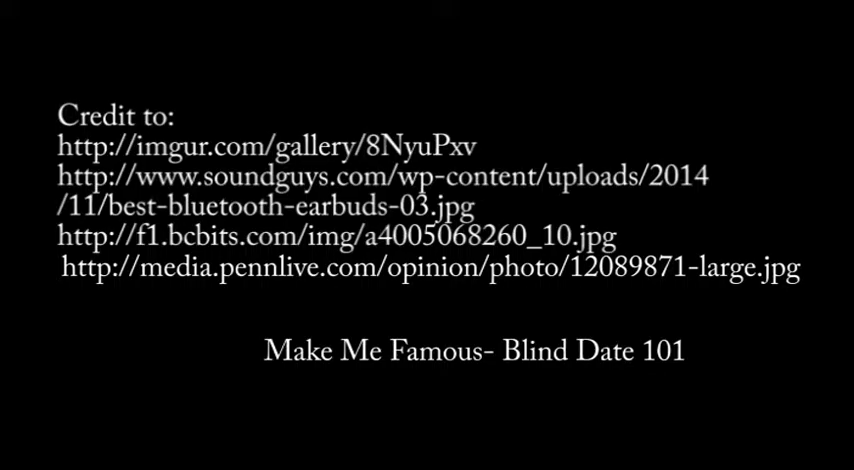 Credit to:
http://imgur.com/gallery/8NyuPxv
http://www.soundguys.com/wp-content/uploads/2014
/11/best-bluetooth-earbuds-03.jpg
http://f1.bcbits.com/img/a4005068260_10.jpg
http://media.pennlive.com/opinion/photo/12089871-large.jpg
Make Me Famous- Blind Date 101